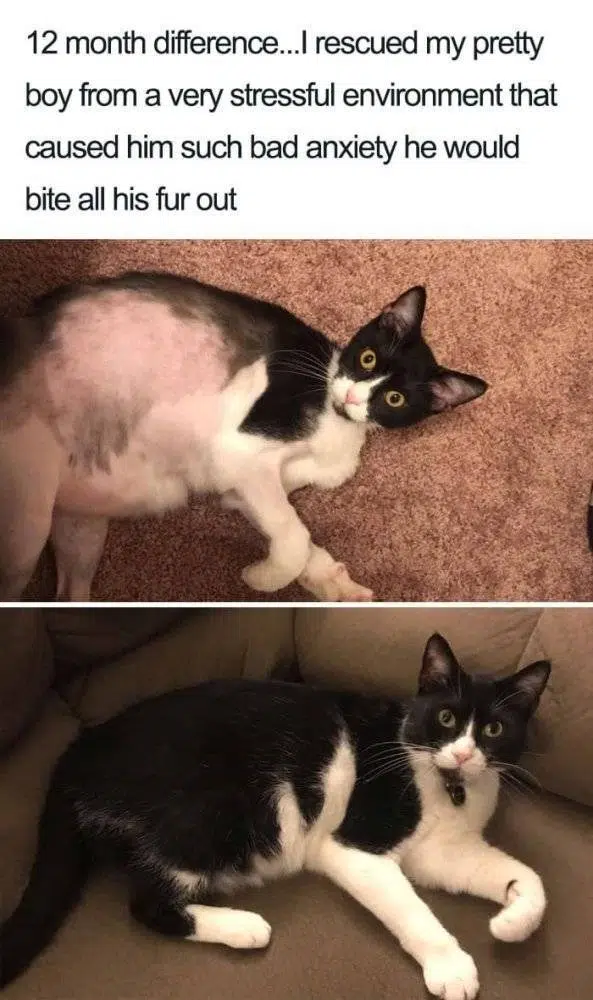 12 month difference...I rescued my pretty
boy from a very stressful environment that
caused him such bad anxiety he would
bite all his fur out